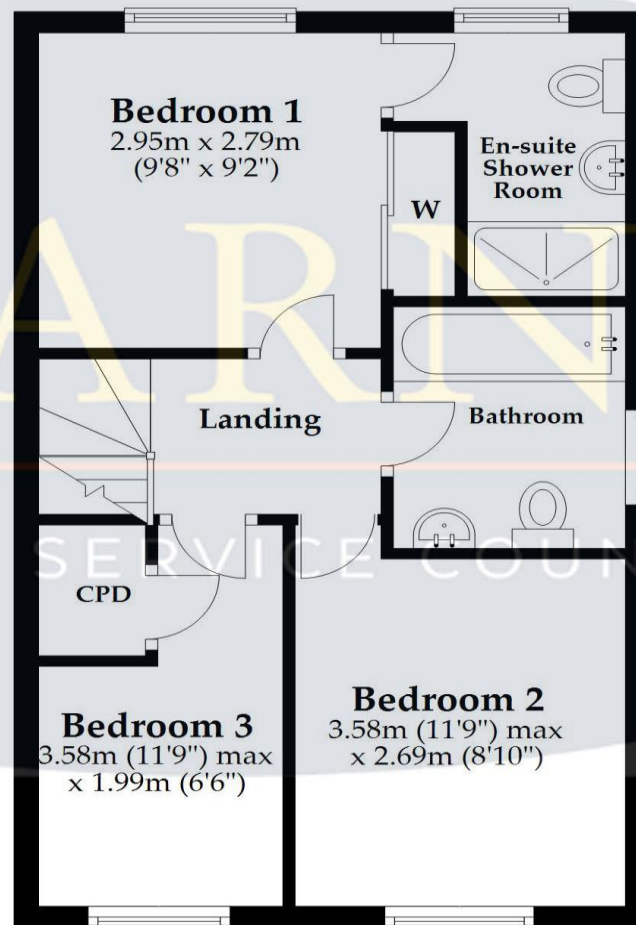 Bedroom 1
2.95m x 2.79m
(9'8" x 9'2")
En-suite
Shower
Room
W
Landing
Bathroom
CPD
Bedroom 3
3.58m (11'9") max
x 1.99m (6'6")
Bedroom 2
3.58m (11'9") max
x 2.69m (8'10")
SERVICE